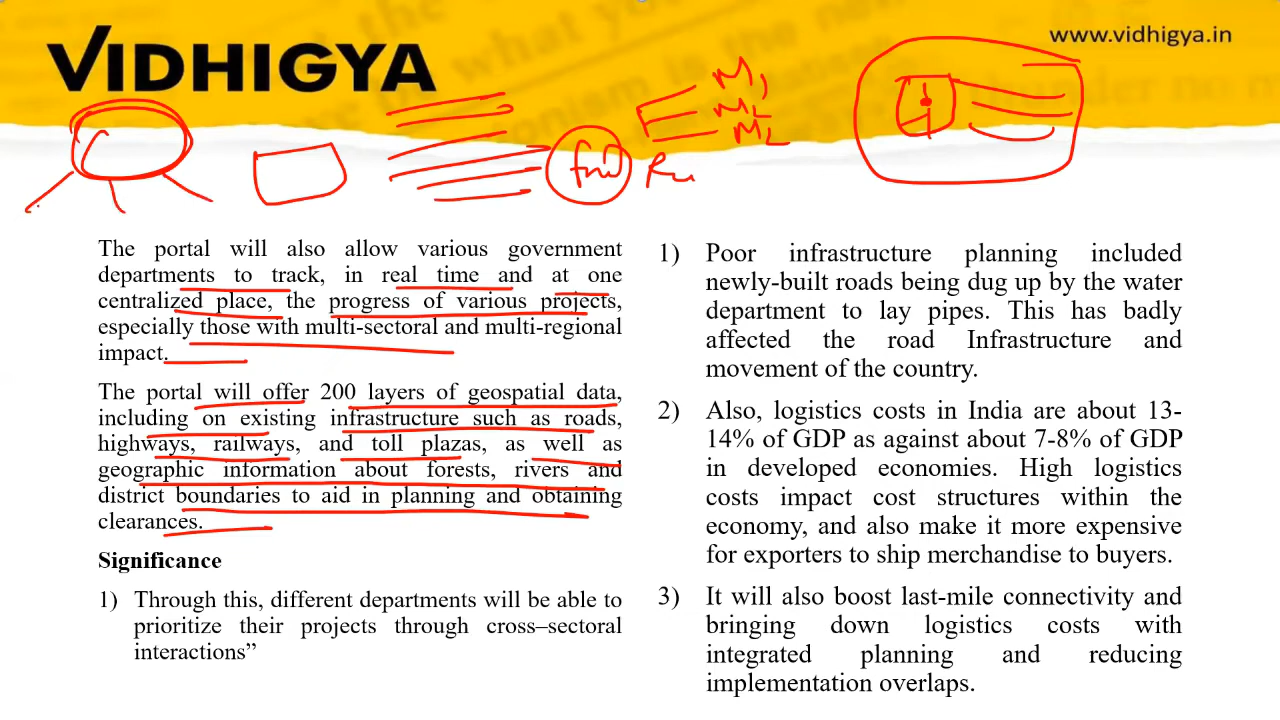 www.vidhigya.in
VIDHIGYA
M1
M2
M2
The portal will also allow various government
departments to track, in real time and at one
centralized place, the progress of various projects,
especially those with multi-sectoral and multi-regional
impact.
The portal will offer 200 layers of geospatial data,
including on existing infrastructure such as roads,
highways, railways, and toll plazas, as well as
geographic information about forests, rivers and
district boundaries to aid in planning and obtaining
clearances.
Significance
1) Through this, different departments will be able to
prioritize their projects through cross–sectoral
interactions”
1) Poor infrastructure planning included
newly-built roads being dug up by the water
department to lay pipes. This has badly
affected the road Infrastructure and
movement of the country.
2) Also, logistics costs in India are about 13-
14% of GDP as against about 7-8% of GDP
in developed economies. High logistics
costs impact cost structures within the
economy, and also make it more expensive
for exporters to ship merchandise to buyers.
3) It will also boost last-mile connectivity and
bringing down logistics costs with
integrated planning and reducing
implementation overlaps.